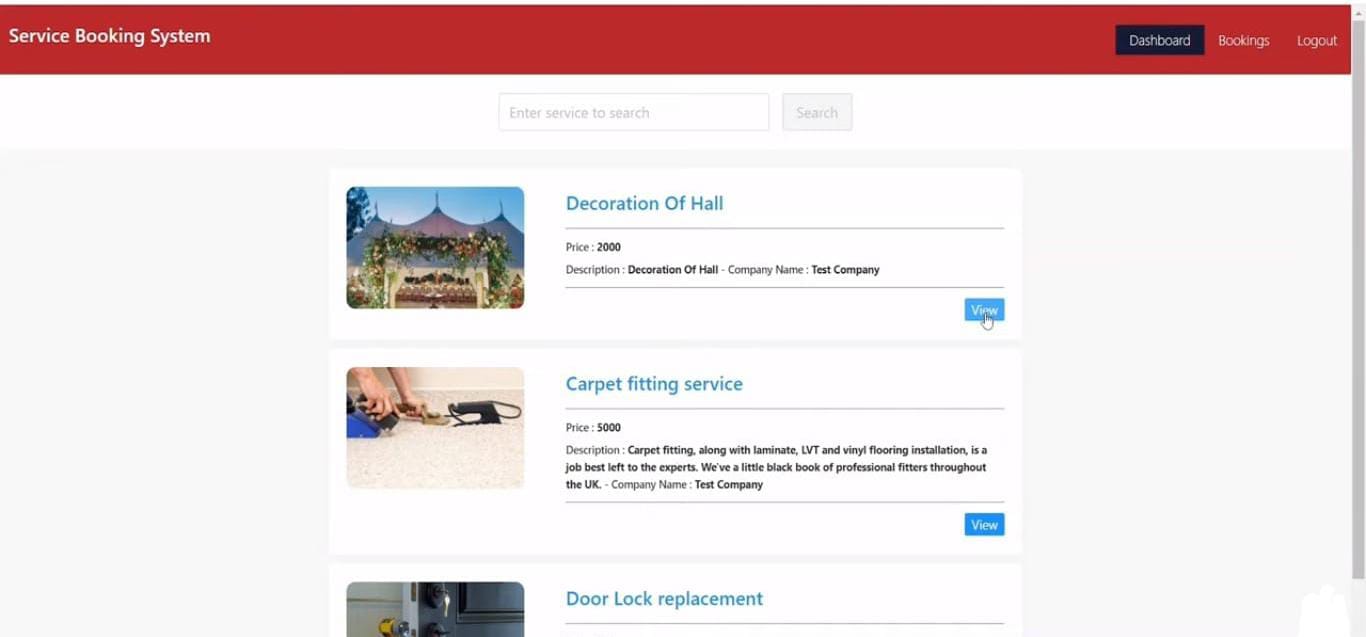 Service Booking System
Dashboard
Bookings
Logout
Enter service to search
Search
Decoration Of Hall
Price : 2000
Description : Decoration Of Hall - Company Name : Test Company
View
Carpet fitting service
Price : 5000
Description : Carpet fitting, along with laminate, LVT and vinyl flooring installation, is a
job best left to the experts. We've a little black book of professional fitters throughout
the UK. - Company Name : Test Company
View
Door Lock replacement